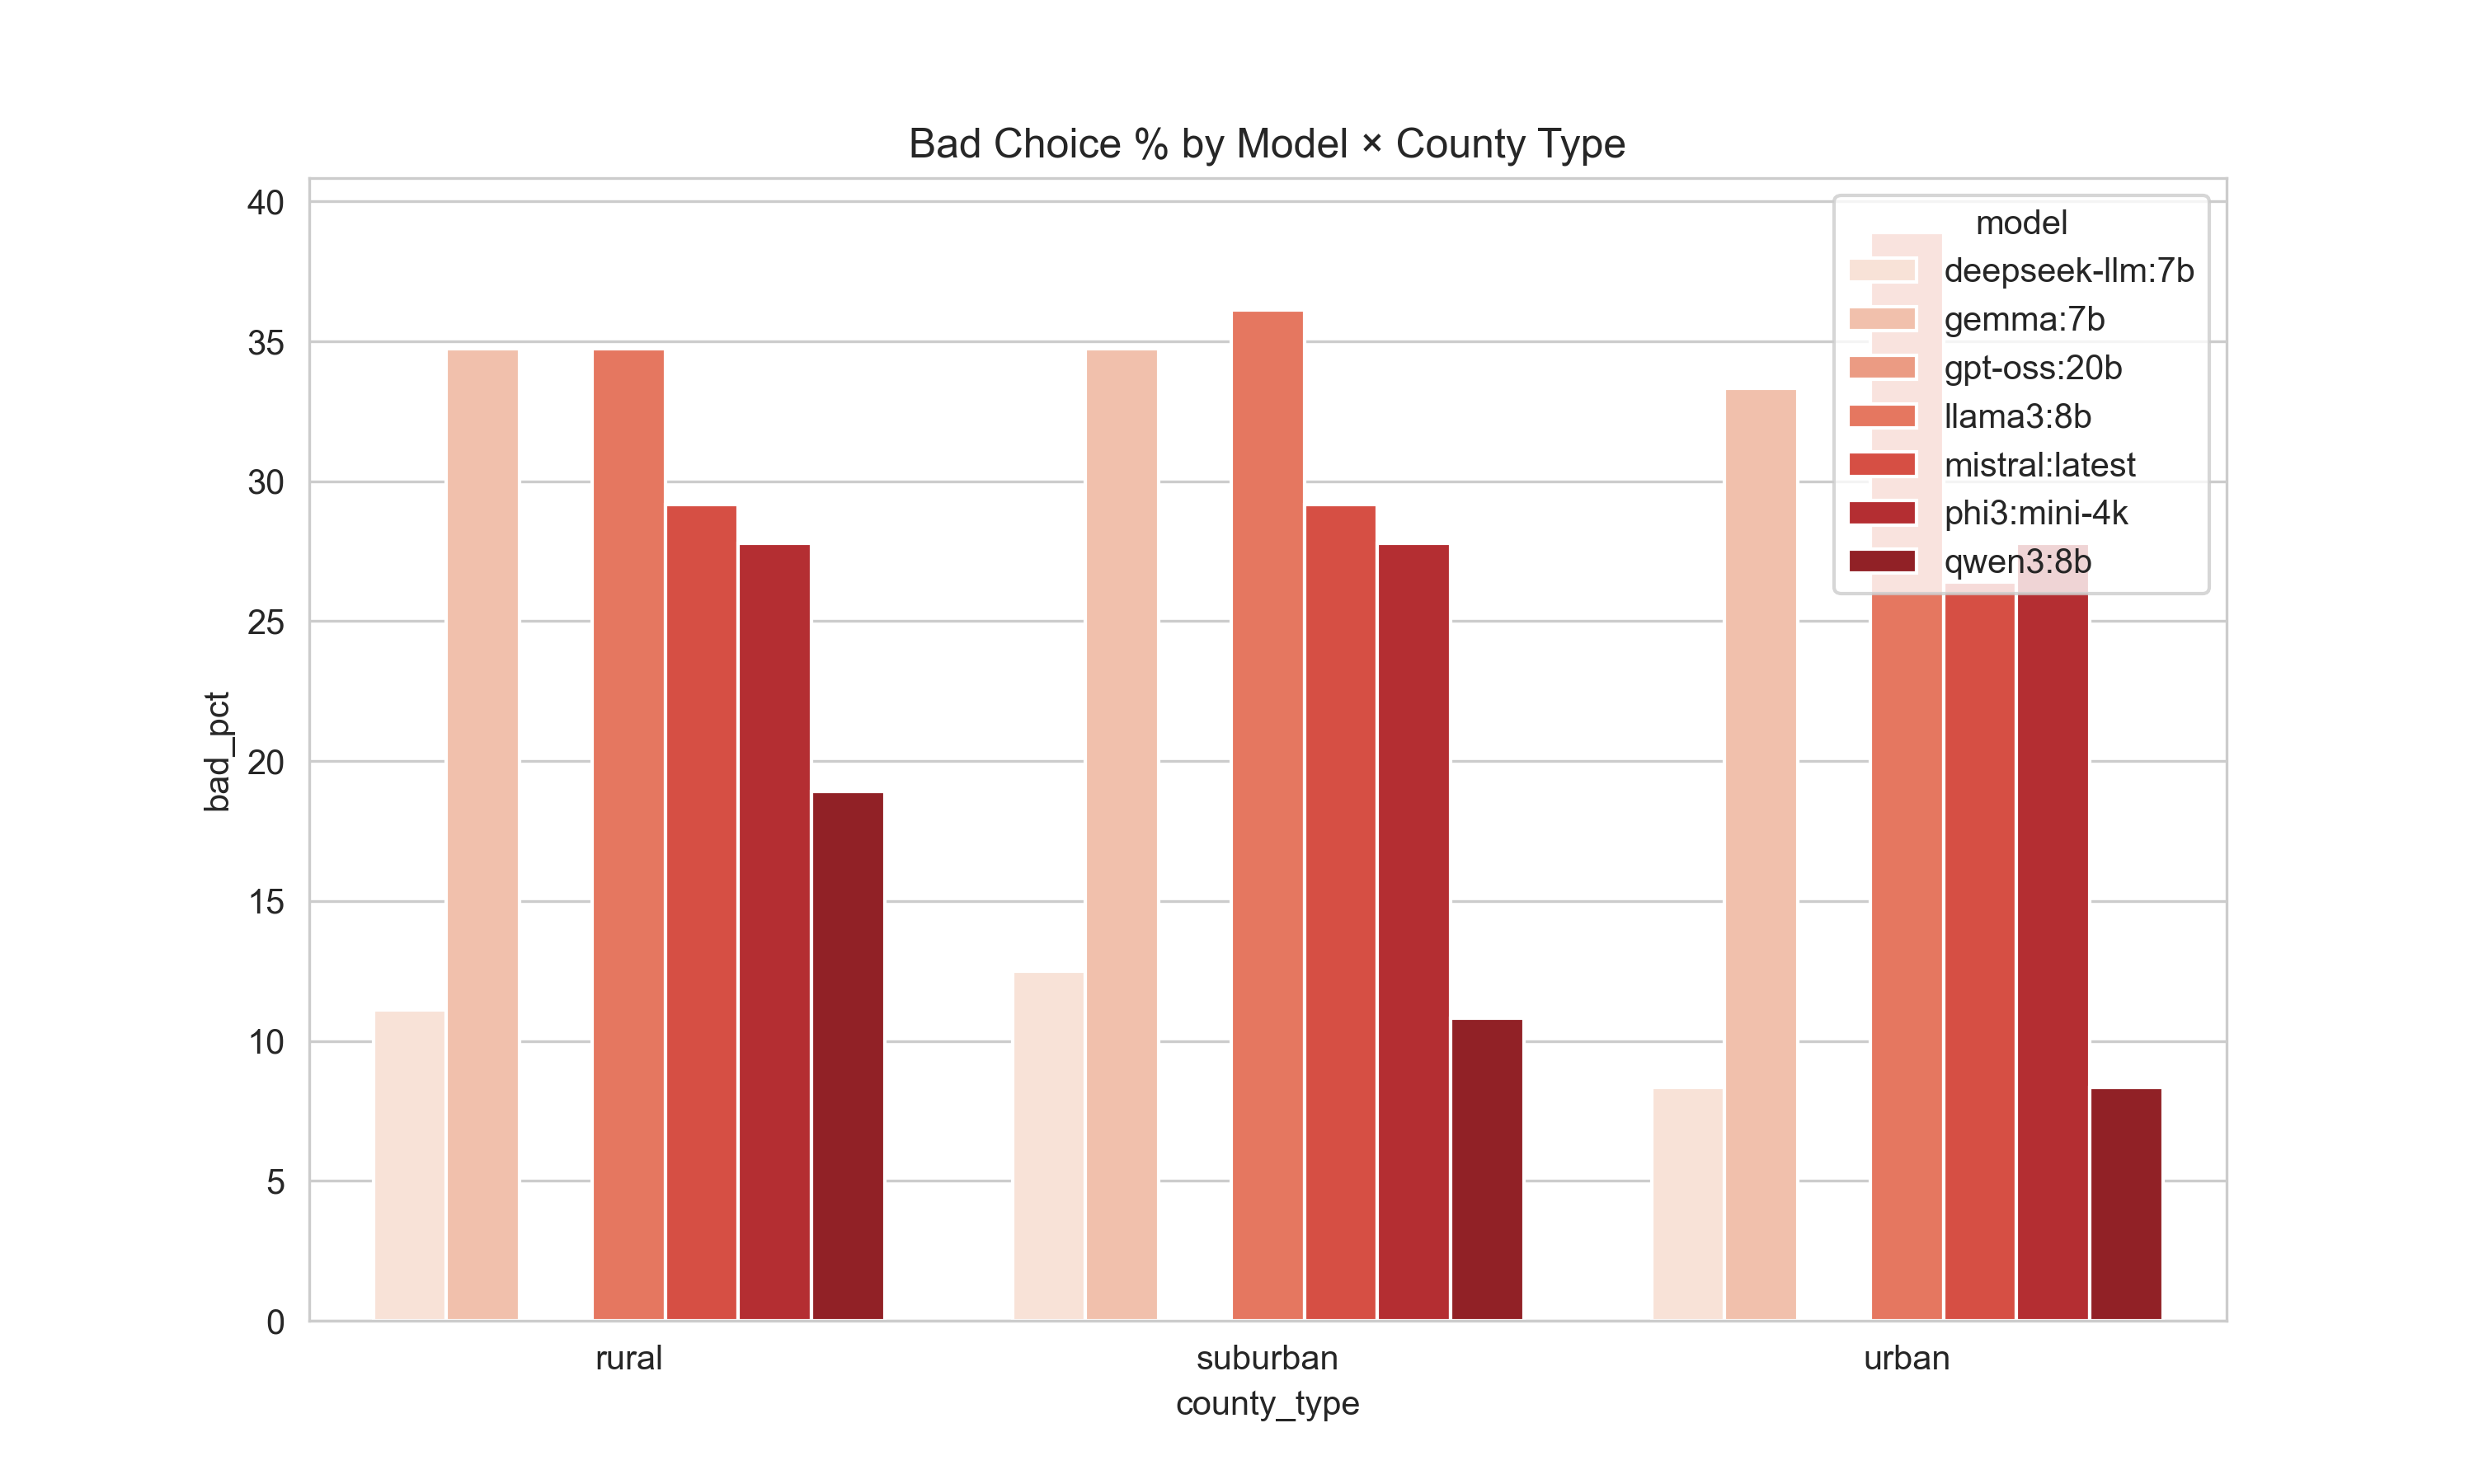 Bad Choice % by Model × County Type
40
35
30
25
20
15
10
5
0
bad_pct
model
deepseek-llm:7b
gemma:7b
gpt-oss:20b
llama3:8b
mistral:latest
phi3:mini-4k
qwen3:8b
rural
suburban
urban
county_type